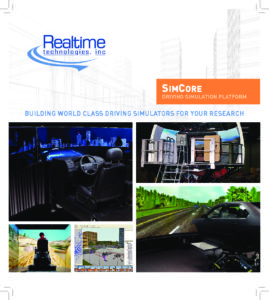 Realtime
technologies, inc
SIMCORE
DRIVING SIMULATION PLATFORM
BUILDING WORLD CLASS DRIVING SIMULATORS FOR YOUR RESEARCH